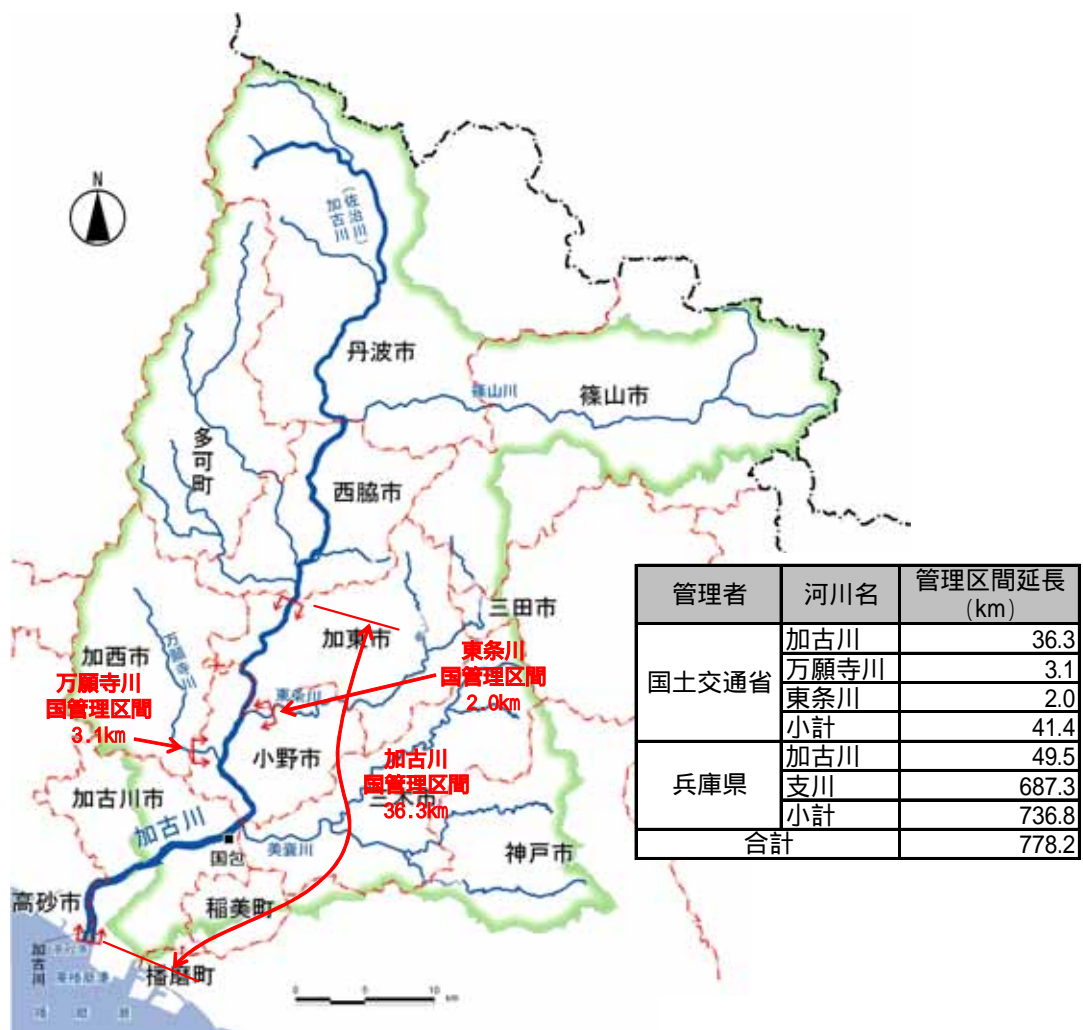 N
加古川
(佐治川)
丹波市
篠山川
篠山市
多可町
西脇市
三田市
加東市
加西市
万願寺川
万願寺川
国管理区間
3.1km
東条川
国管理区間
2.0km
東条川
小野市
加古川
国管理区間
36.3km
三木市
加古川市
加古川
国包
美嚢川
神戸市
高砂市
稲美町
加古川
播磨町
0 5 10 km
管理者 河川名 管理区間延長
(km)
国土交通省 加古川 36.3
万願寺川 3.1
東条川 2.0
小計 41.4
兵庫県 加古川 49.5
支川 687.3
小計 736.8
合計 778.2